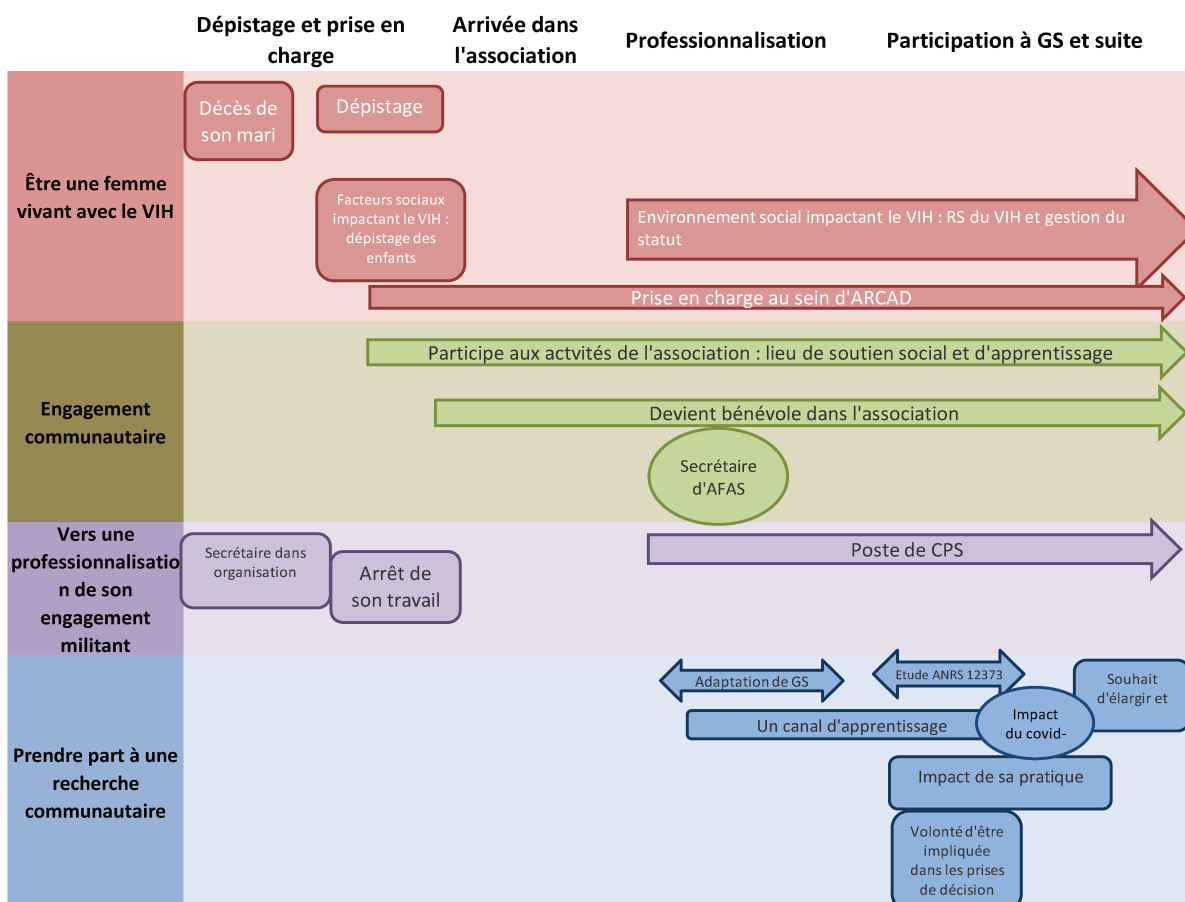 Dépistage et prise en
charge
Arrivée dans
l'association
Professionnalisation
Participation à GS et suite
Être une femme
vivant avec le VIH
Décès de
son mari
Dépistage
Facteurs sociaux
impactant le VIH :
dépistage des
enfants
Environnement social impactant le VIH : RS du VIH et gestion du
statut
Prise en charge au sein d'ARCAD
Engagement
communautaire
Participe aux actvités de l'association : lieu de soutien social et d'apprentissage
Devient bénévole dans l'association
Secrétaire
d'AFAS
Vers une
professionnalisatio
n de son
engagement
militant
Secrétaire dans
organisation
Arrêt de
son travail
Poste de CPS
Prendre part à une
recherche
communautaire
Adaptation de GS
Etude ANRS 12373
Souhait
d'élargir et
Un canal d'apprentissage
Impact
du covid-
Impact de sa pratique
Volonté d'être
impliquée
dans les prises
de décision